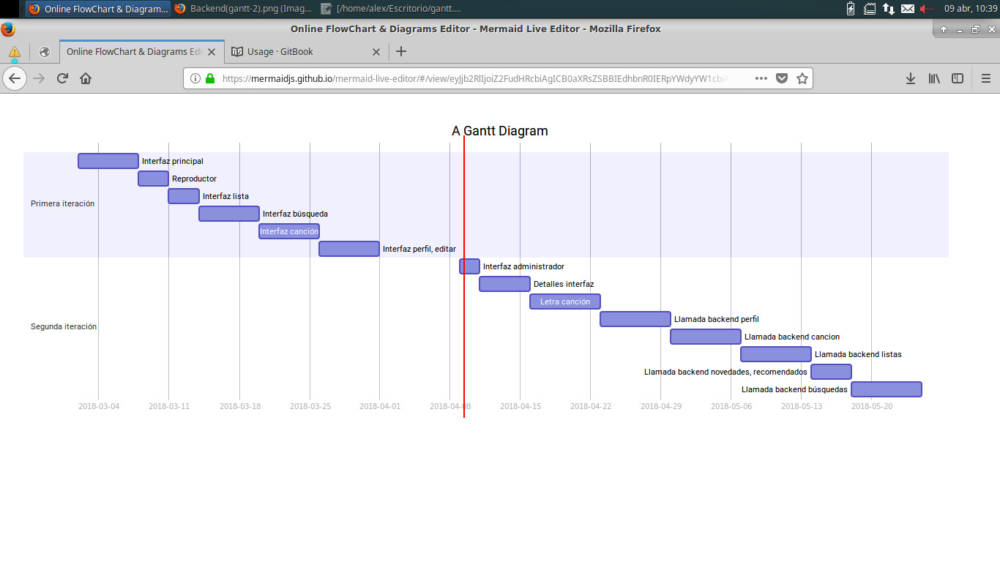 Online FlowChart & Diagram...
Backend(gantt-2).png (Imag...
[/home/alex/Escritorio/gantt....
09 abr, 10:39
Online FlowChart & Diagrams Editor - Mermaid Live Editor - Mozilla Firefox
Online FlowChart & Diagrams Edi
Usage · GitBook
https://mermaidjs.github.io/mermaid-live-editor/#/view/eyJjb2RlIjoiZ2FudHRcbiAgICB0aXRsZSBBIEdhbnR0IERpYWdyYW1cbiA
A Gantt Diagram
Interfaz principal
Reproductor
Interfaz lista
Primera iteración
Interfaz búsqueda
Interfaz canción
Interfaz perfil, editar
Interfaz administrador
Detalles interfaz
Letra canción
Llamada backend perfil
Segunda iteración
Llamada backend cancion
Llamada backend listas
Llamada backend novedades, recomendados
Llamada backend búsquedas
2018-03-04
2018-03-11
2018-03-18
2018-03-25
2018-04-01
2018-04-08
2018-04-15
2018-04-22
2018-04-29
2018-05-06
2018-05-13
2018-05-20